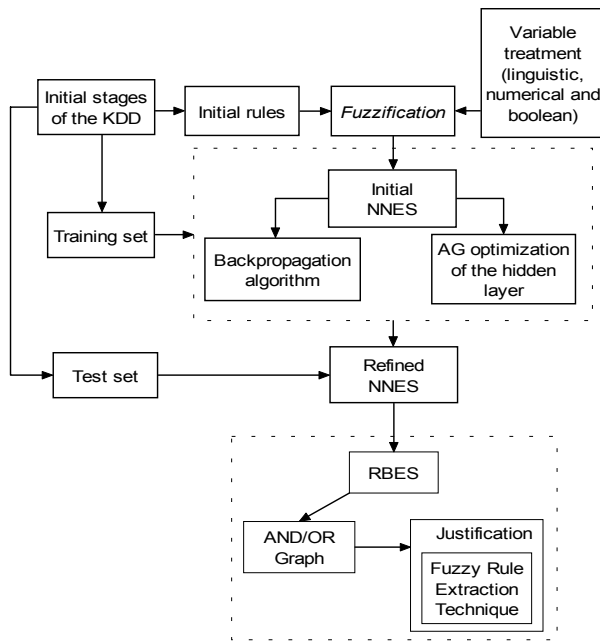 Variable
treatment
(linguistic,
numerical and
boolean)
Initial stages
of the KDD
Initial rules
Fuzzification
Initial
NNES
Training set
Backpropagation
algorithm
AG optimization
of the hidden
layer
Test set
Refined
NNES
RBES
AND/OR
Graph
Justification
Fuzzy Rule
Extraction
Technique